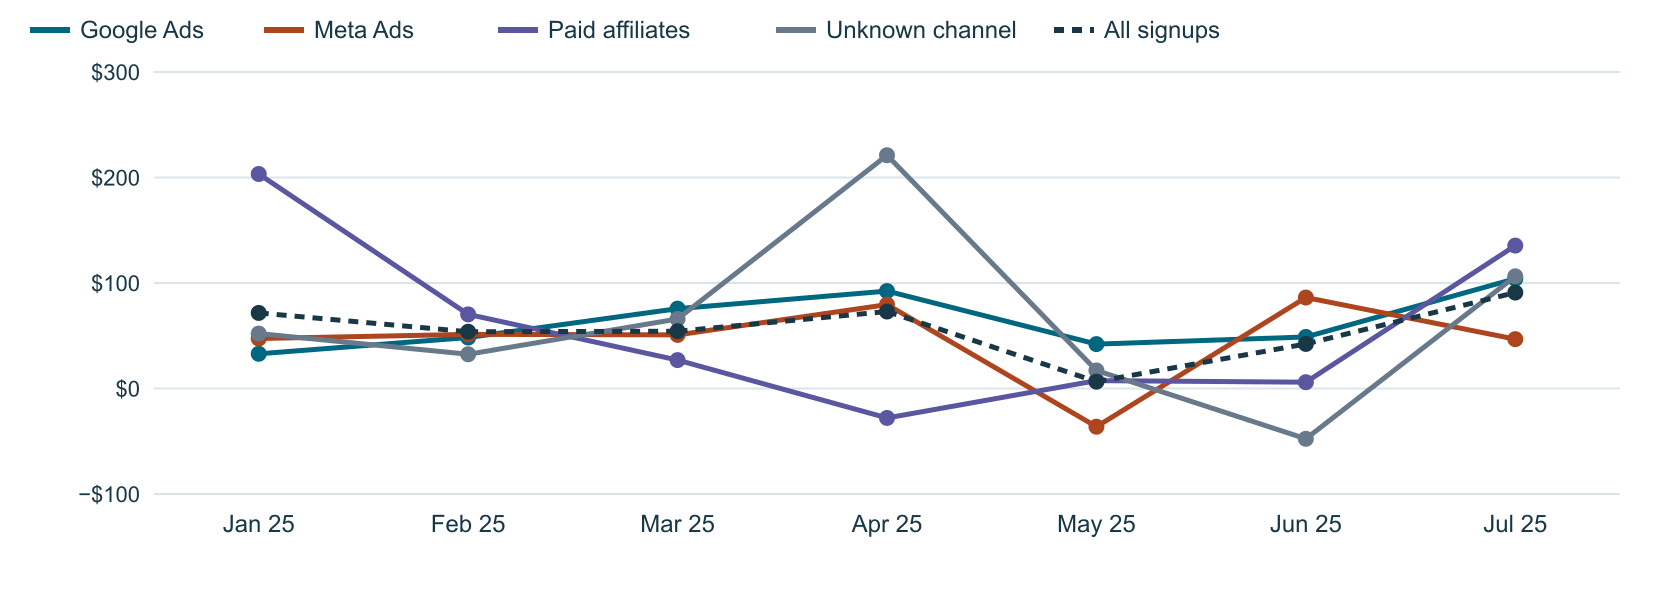 Google Ads Meta Ads Paid affiliates Unknown channel All signups
$300
$200
$100
$0
−$100
Jan 25 Feb 25 Mar 25 Apr 25 May 25 Jun 25 Jul 25